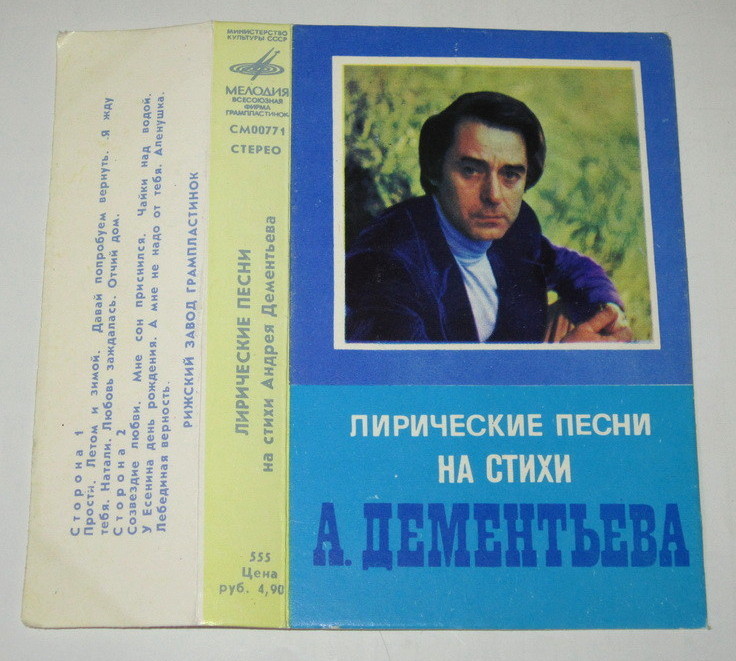 Сторона 1
Прости. Летом и зимой. Давай попробуем вернуть. Я жду
тебя. Натали. Любовь заждалась. Отчий дом.
Сторона 2
Созвездие любви. Мне сон приснился. Чайки над водой.
У Есенина день рождения. А мне не надо от тебя. Аленушка.
Лебединая верность.
РИЖСКИЙ ЗАВОД ГРАМПЛАСТИНОК
МИНИСТЕРСТВО
КУЛЬТУРЫ СССР
МЕЛОДИЯ
ВСЕСОЮЗНАЯ
ФИРМА
ГРАМПЛАСТИНОК
СМ00771
СТЕРЕО
ЛИРИЧЕСКИЕ ПЕСНИ
на стихи Андрея Дементьева
555
Цена
руб. 4,90
ЛИРИЧЕСКИЕ ПЕСНИ
НА СТИХИ
А. ДЕМЕНТЬЕВА